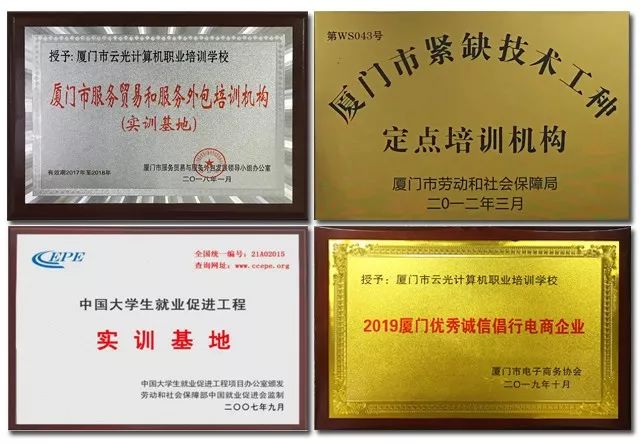 授予:厦门市云光计算机职业培训学校
厦门市服务贸易和服务外包培训机构
(实训基地)
有效期2017年至2018年
厦门市服务贸易与服务外包发展领导小组办公室
二〇一八年一月
第WS043号
厦门市紧缺技术工种
定点培训机构
厦门市劳动和社会保障局
二〇一二年三月
CEPE
全国统一编号:21A02015
查询网址:www.ccepe.org
中国大学生就业促进工程
实训基地
中国大学生就业促进工程项目办公室颁发
劳动和社会保障部中国就业促进会监制
二〇〇七年九月
授予:厦门市云光计算机职业培训学校
2019厦门优秀诚信倡行电商企业
厦门市电子商务协会
二〇一九年十月